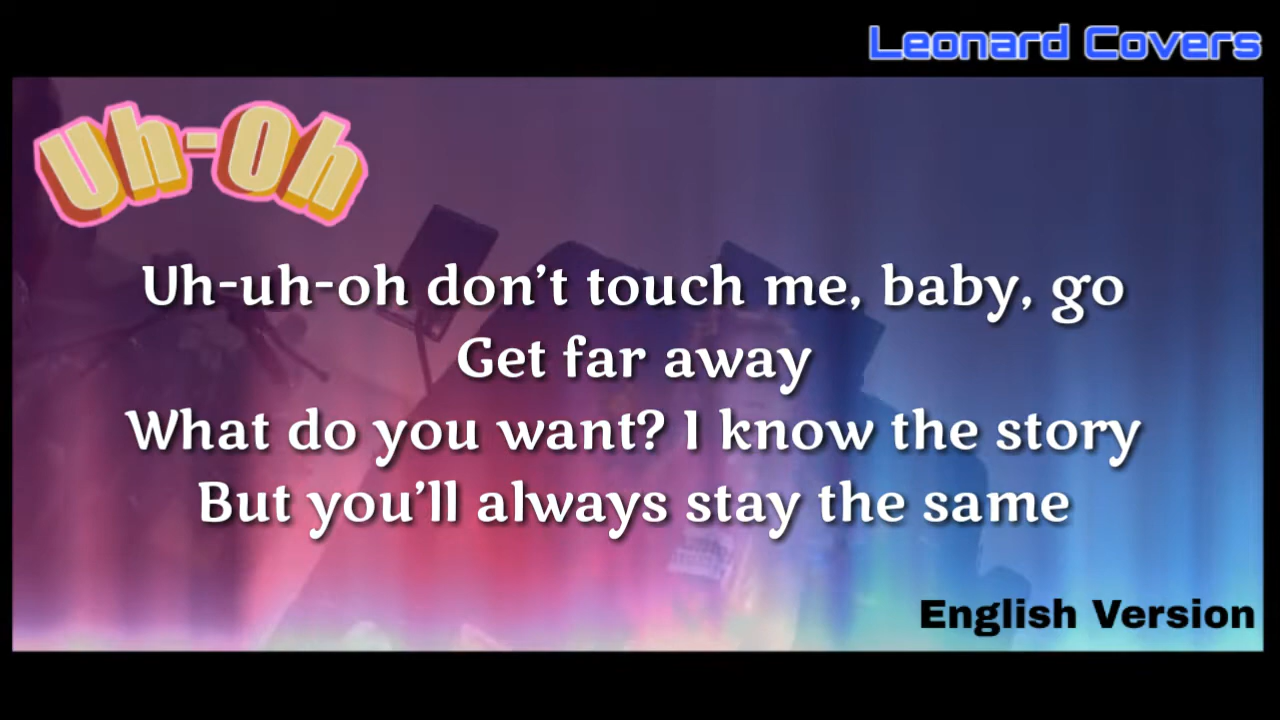 Leonard Covers
Uh-Oh
Uh-uh-oh don't touch me, baby, go
Get far away
What do you want? I know the story
But you'll always stay the same
English Version